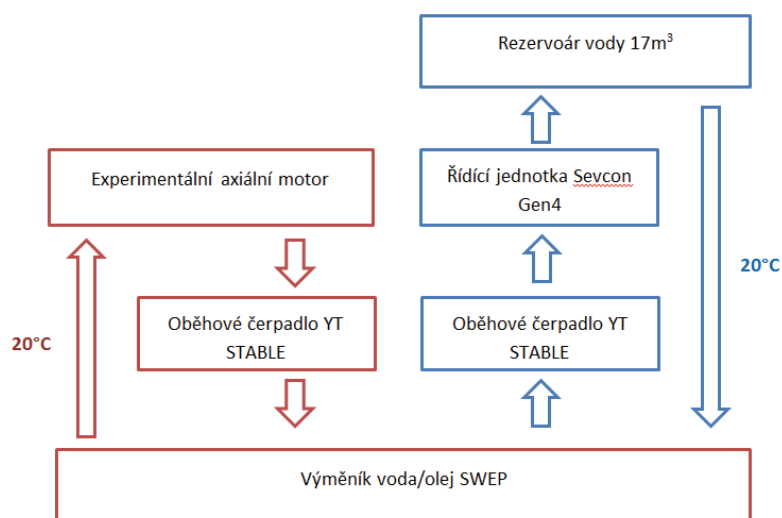 Rezervoár vody 17m³
Experimentální axiální motor
Řídící jednotka Sevcon
Gen4
20°C
Oběhové čerpadlo YT
STABLE
Oběhové čerpadlo YT
STABLE
20°C
Výměník voda/olej SWEP